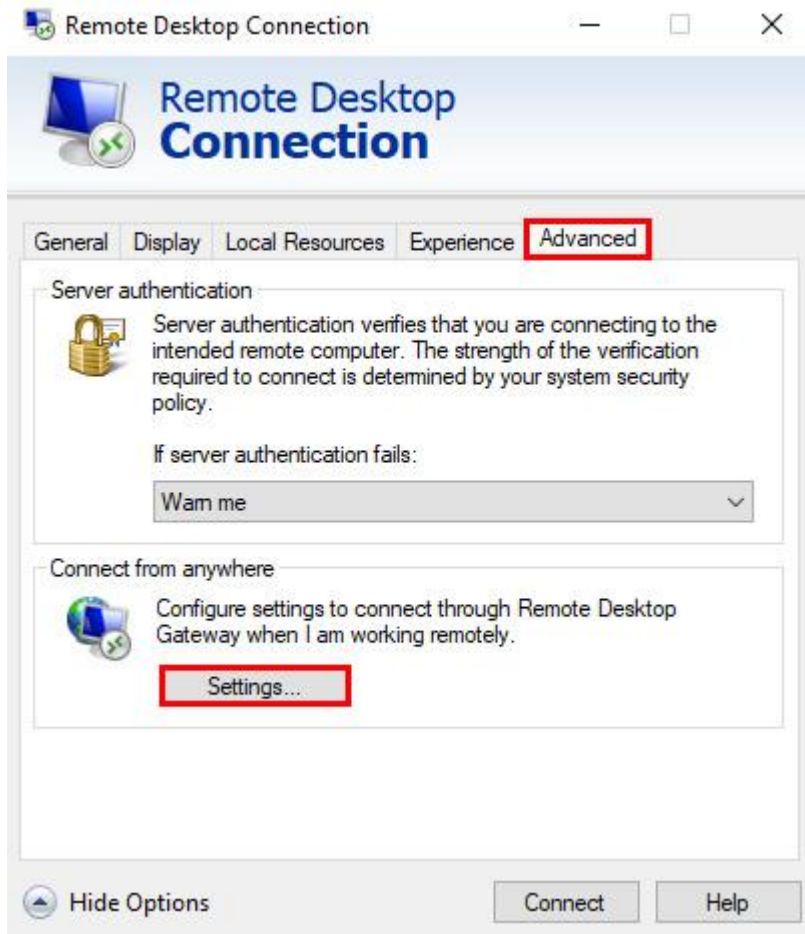 Remote Desktop Connection
Remote Desktop
Connection
General Display Local Resources Experience Advanced
Server authentication
Server authentication verifies that you are connecting to the
intended remote computer. The strength of the verification
required to connect is determined by your system security
policy.
If server authentication fails:
Warn me
Connect from anywhere
Configure settings to connect through Remote Desktop
Gateway when I am working remotely.
Settings...
Hide Options Connect Help